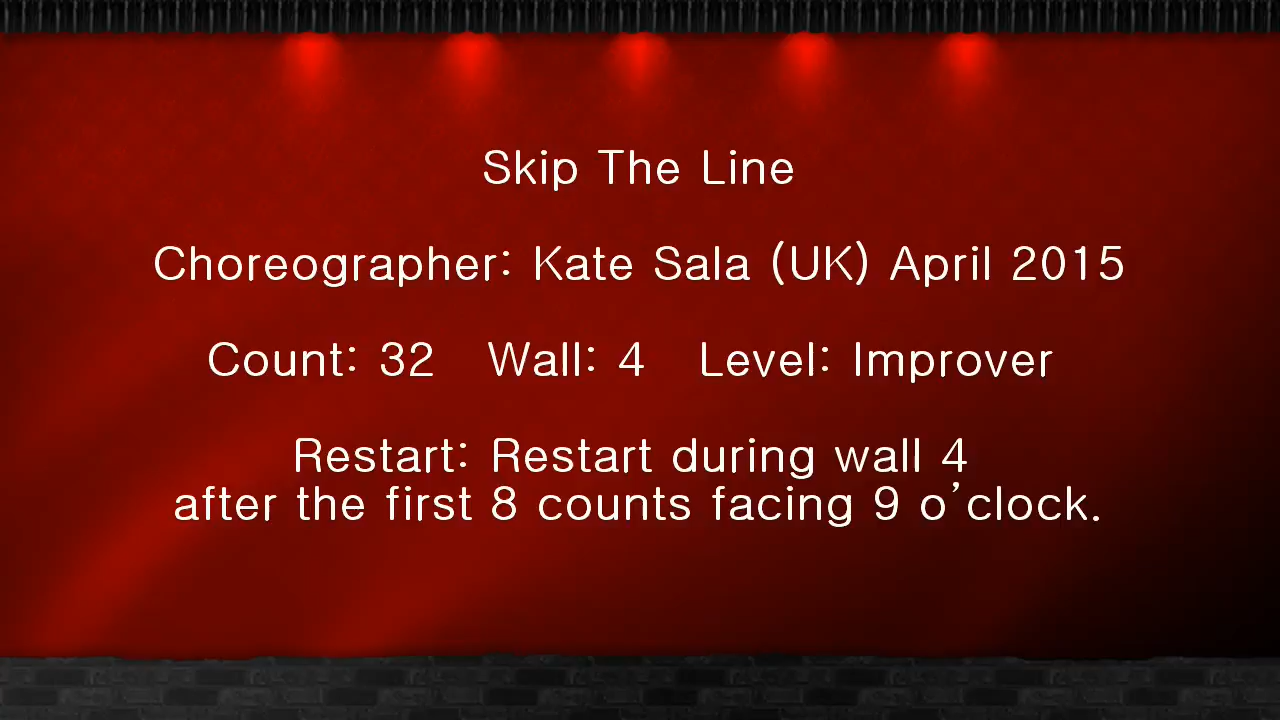 Skip The Line
Choreographer: Kate Sala (UK) April 2015
Count: 32 Wall: 4 Level: Improver
Restart: Restart during wall 4
after the first 8 counts facing 9 o’clock.